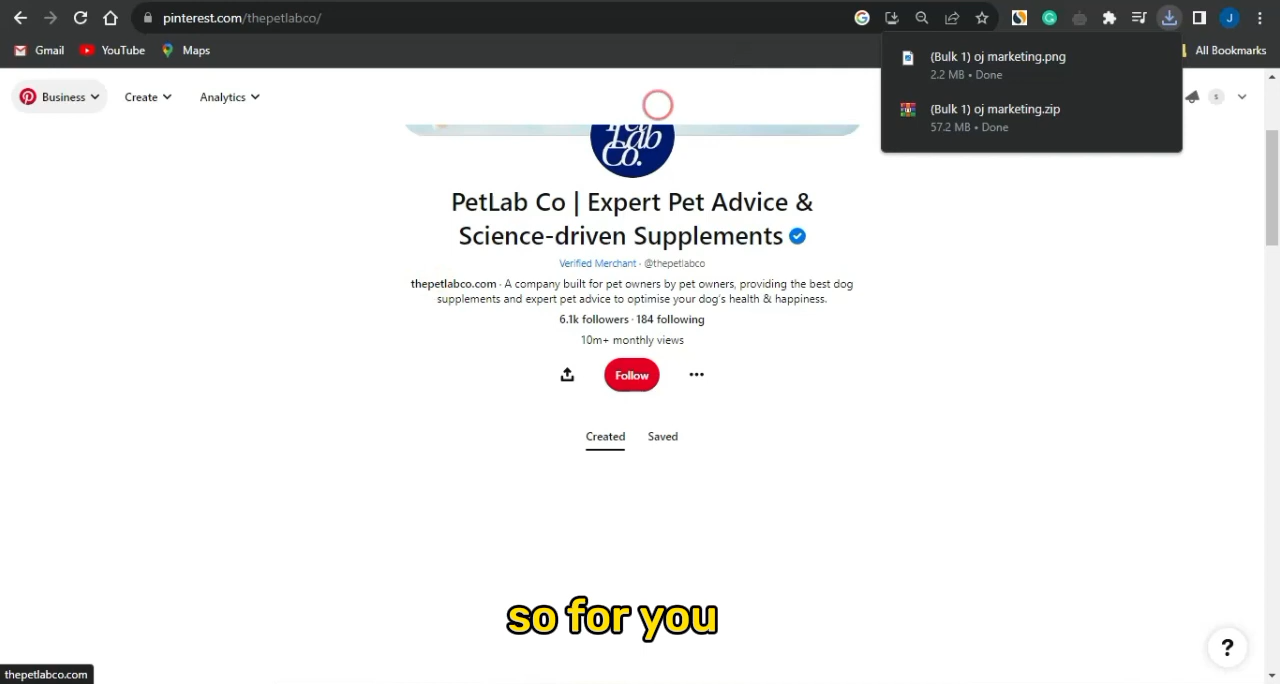 pinterest.com/thepetlabco/
Gmail
YouTube
Maps
All Bookmarks
(Bulk 1) oj marketing.png
2.2 MB • Done
(Bulk 1) oj marketing.zip
57.2 MB • Done
Business
Create
Analytics
Lab
Co.
PetLab Co | Expert Pet Advice &
Science-driven Supplements
Verified Merchant · @thepetlabco
thepetlabco.com · A company built for pet owners by pet owners, providing the best dog
supplements and expert pet advice to optimise your dog's health & happiness.
6.1k followers · 184 following
10m+ monthly views
Follow
Created
Saved
so for you
?
thepetlabco.com